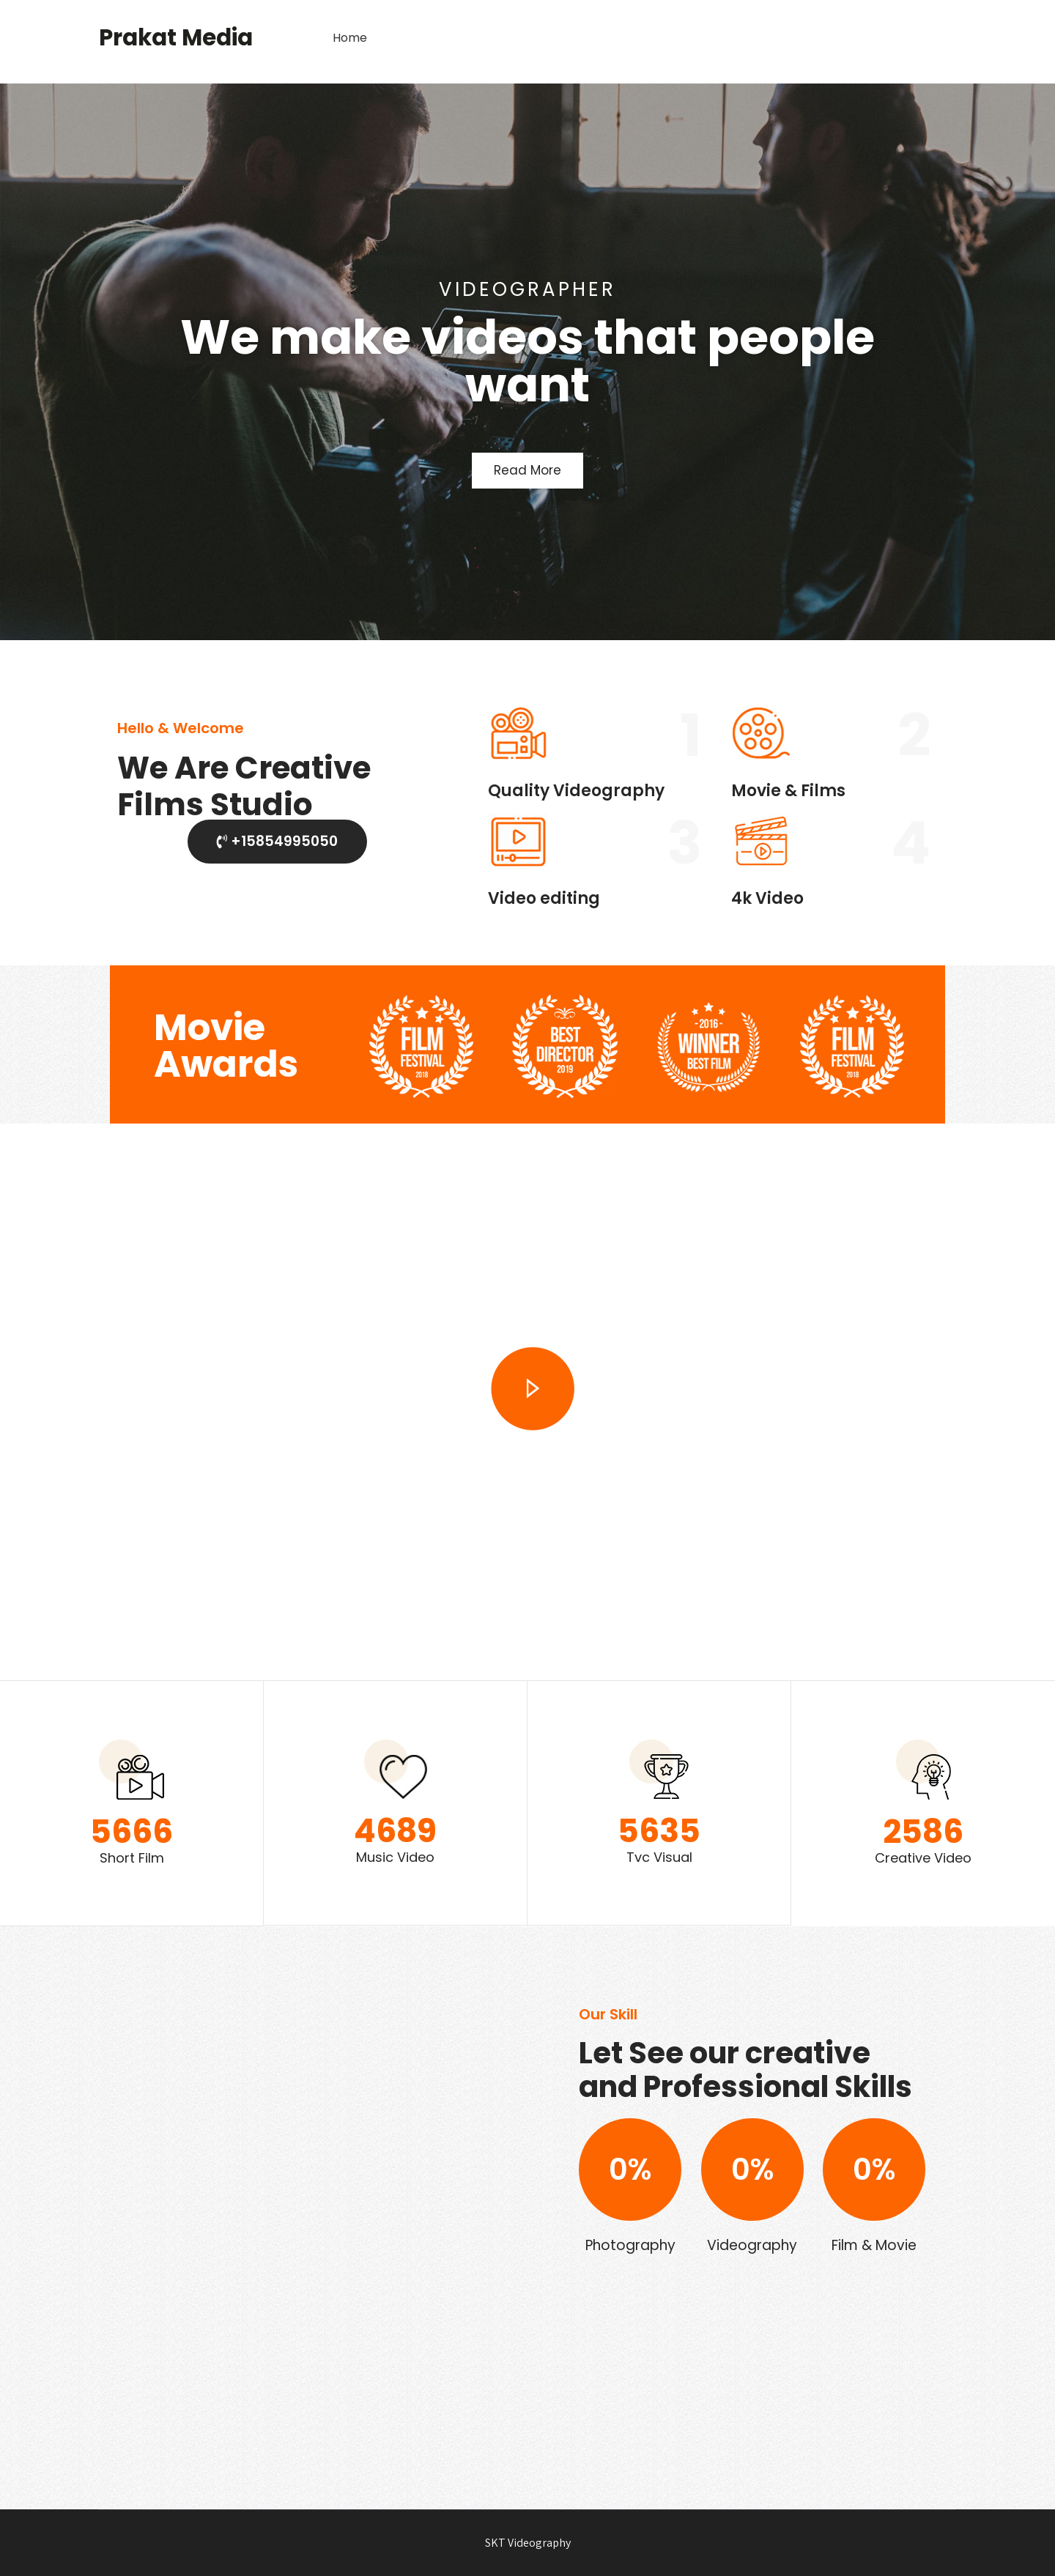 Prakat Media
Home
VIDEOGRAPHER
We make videos that people
want
Read More
Hello & Welcome
We Are Creative
Films Studio
+15854995050
1
Quality Videography
2
Movie & Films
3
Video editing
4
4k Video
Movie
Awards
FILM
FESTIVAL
2018
BEST
DIRECTOR
2019
-2016-
WINNER
BEST FILM
FILM
FESTIVAL
2018
5666
Short Film
4689
Music Video
5635
Tvc Visual
2586
Creative Video
Our Skill
Let See our creative
and Professional Skills
0%
0%
0%
Photography
Videography
Film & Movie
SKT Videography